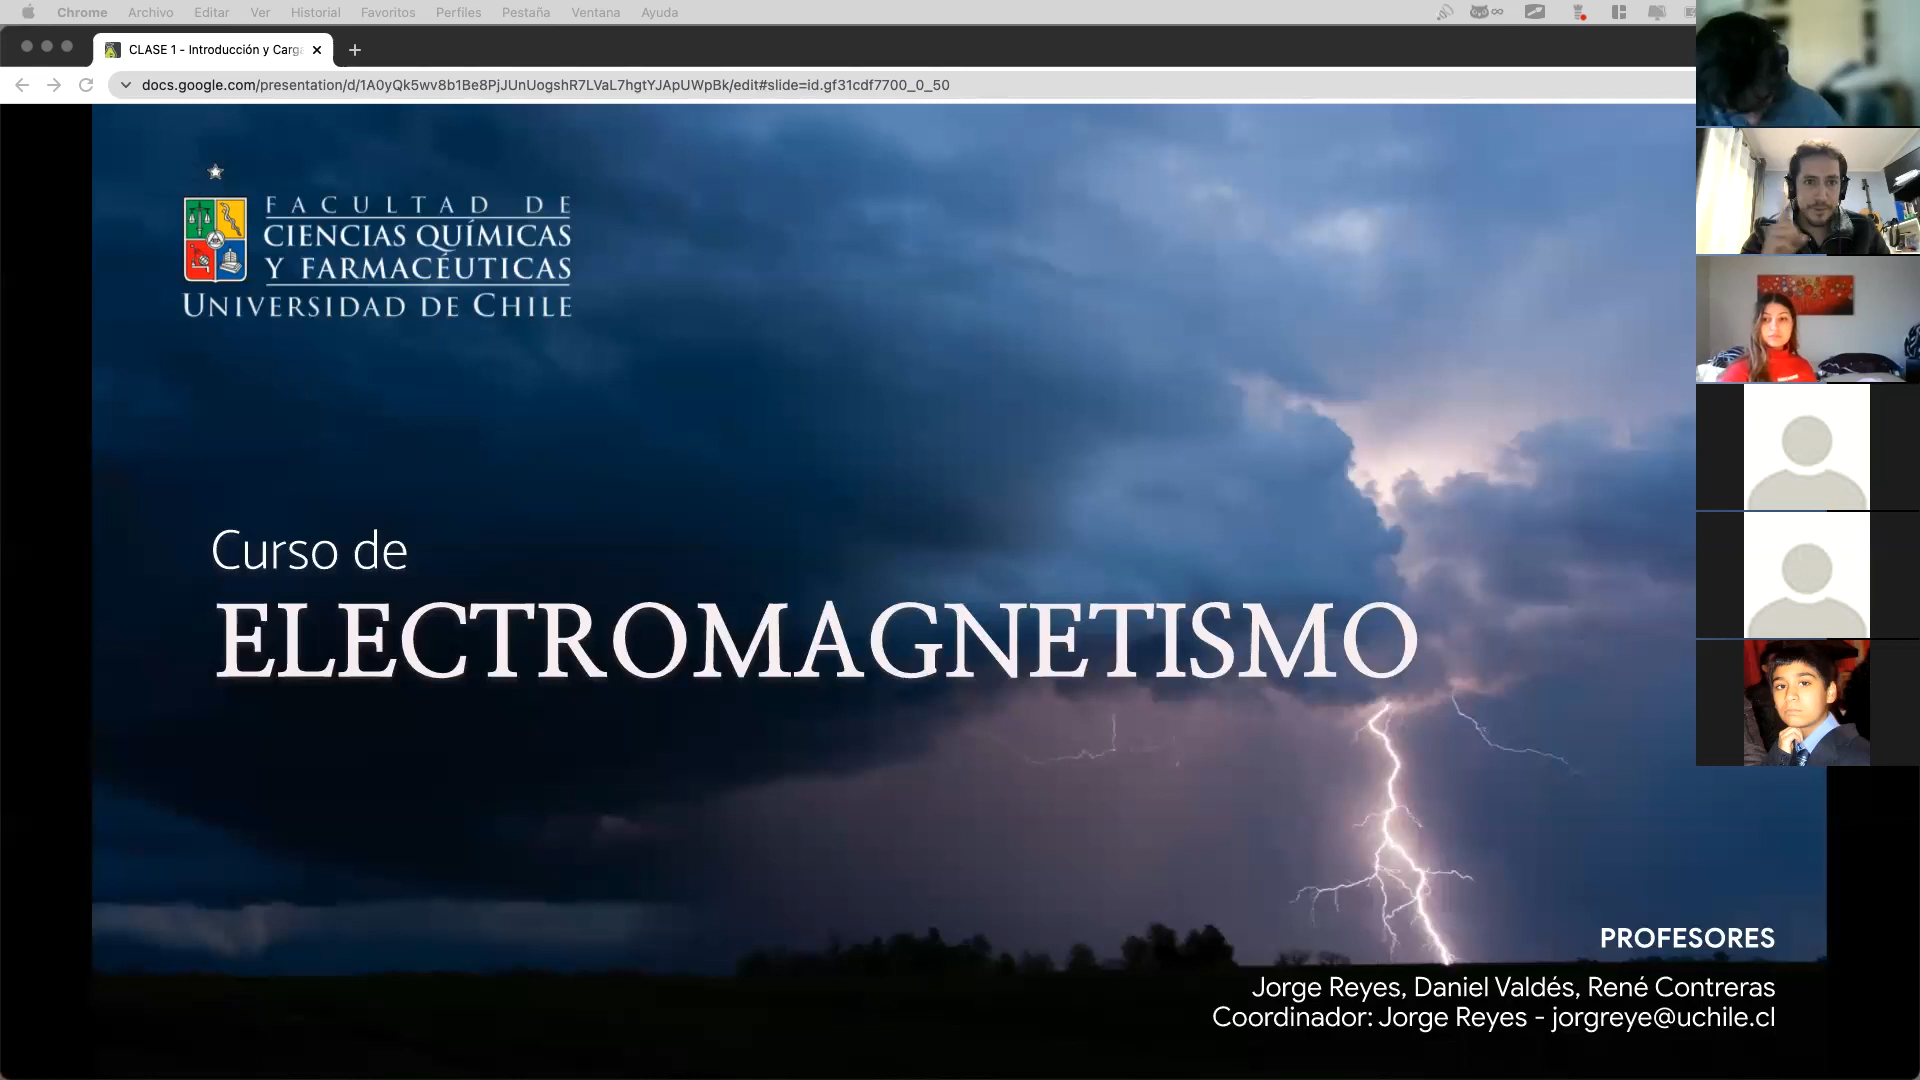 Chrome Archivo Editar Ver Historial Favoritos Perfiles Pestaña Ventana Ayuda
CLASE 1 - Introducción y Carga
docs.google.com/presentation/d/1A0yQk5wv8b1Be8PjJUnUogshR7LVaL7hgtYJApUWpBk/edit#slide=id.gf31cdf7700_0_50
FACULTAD DE
CIENCIAS QUÍMICAS
Y FARMACÉUTICAS
UNIVERSIDAD DE CHILE
Curso de
ELECTROMAGNETISMO
PROFESORES
Jorge Reyes, Daniel Valdés, René Contreras
Coordinador: Jorge Reyes - jorgreye@uchile.cl